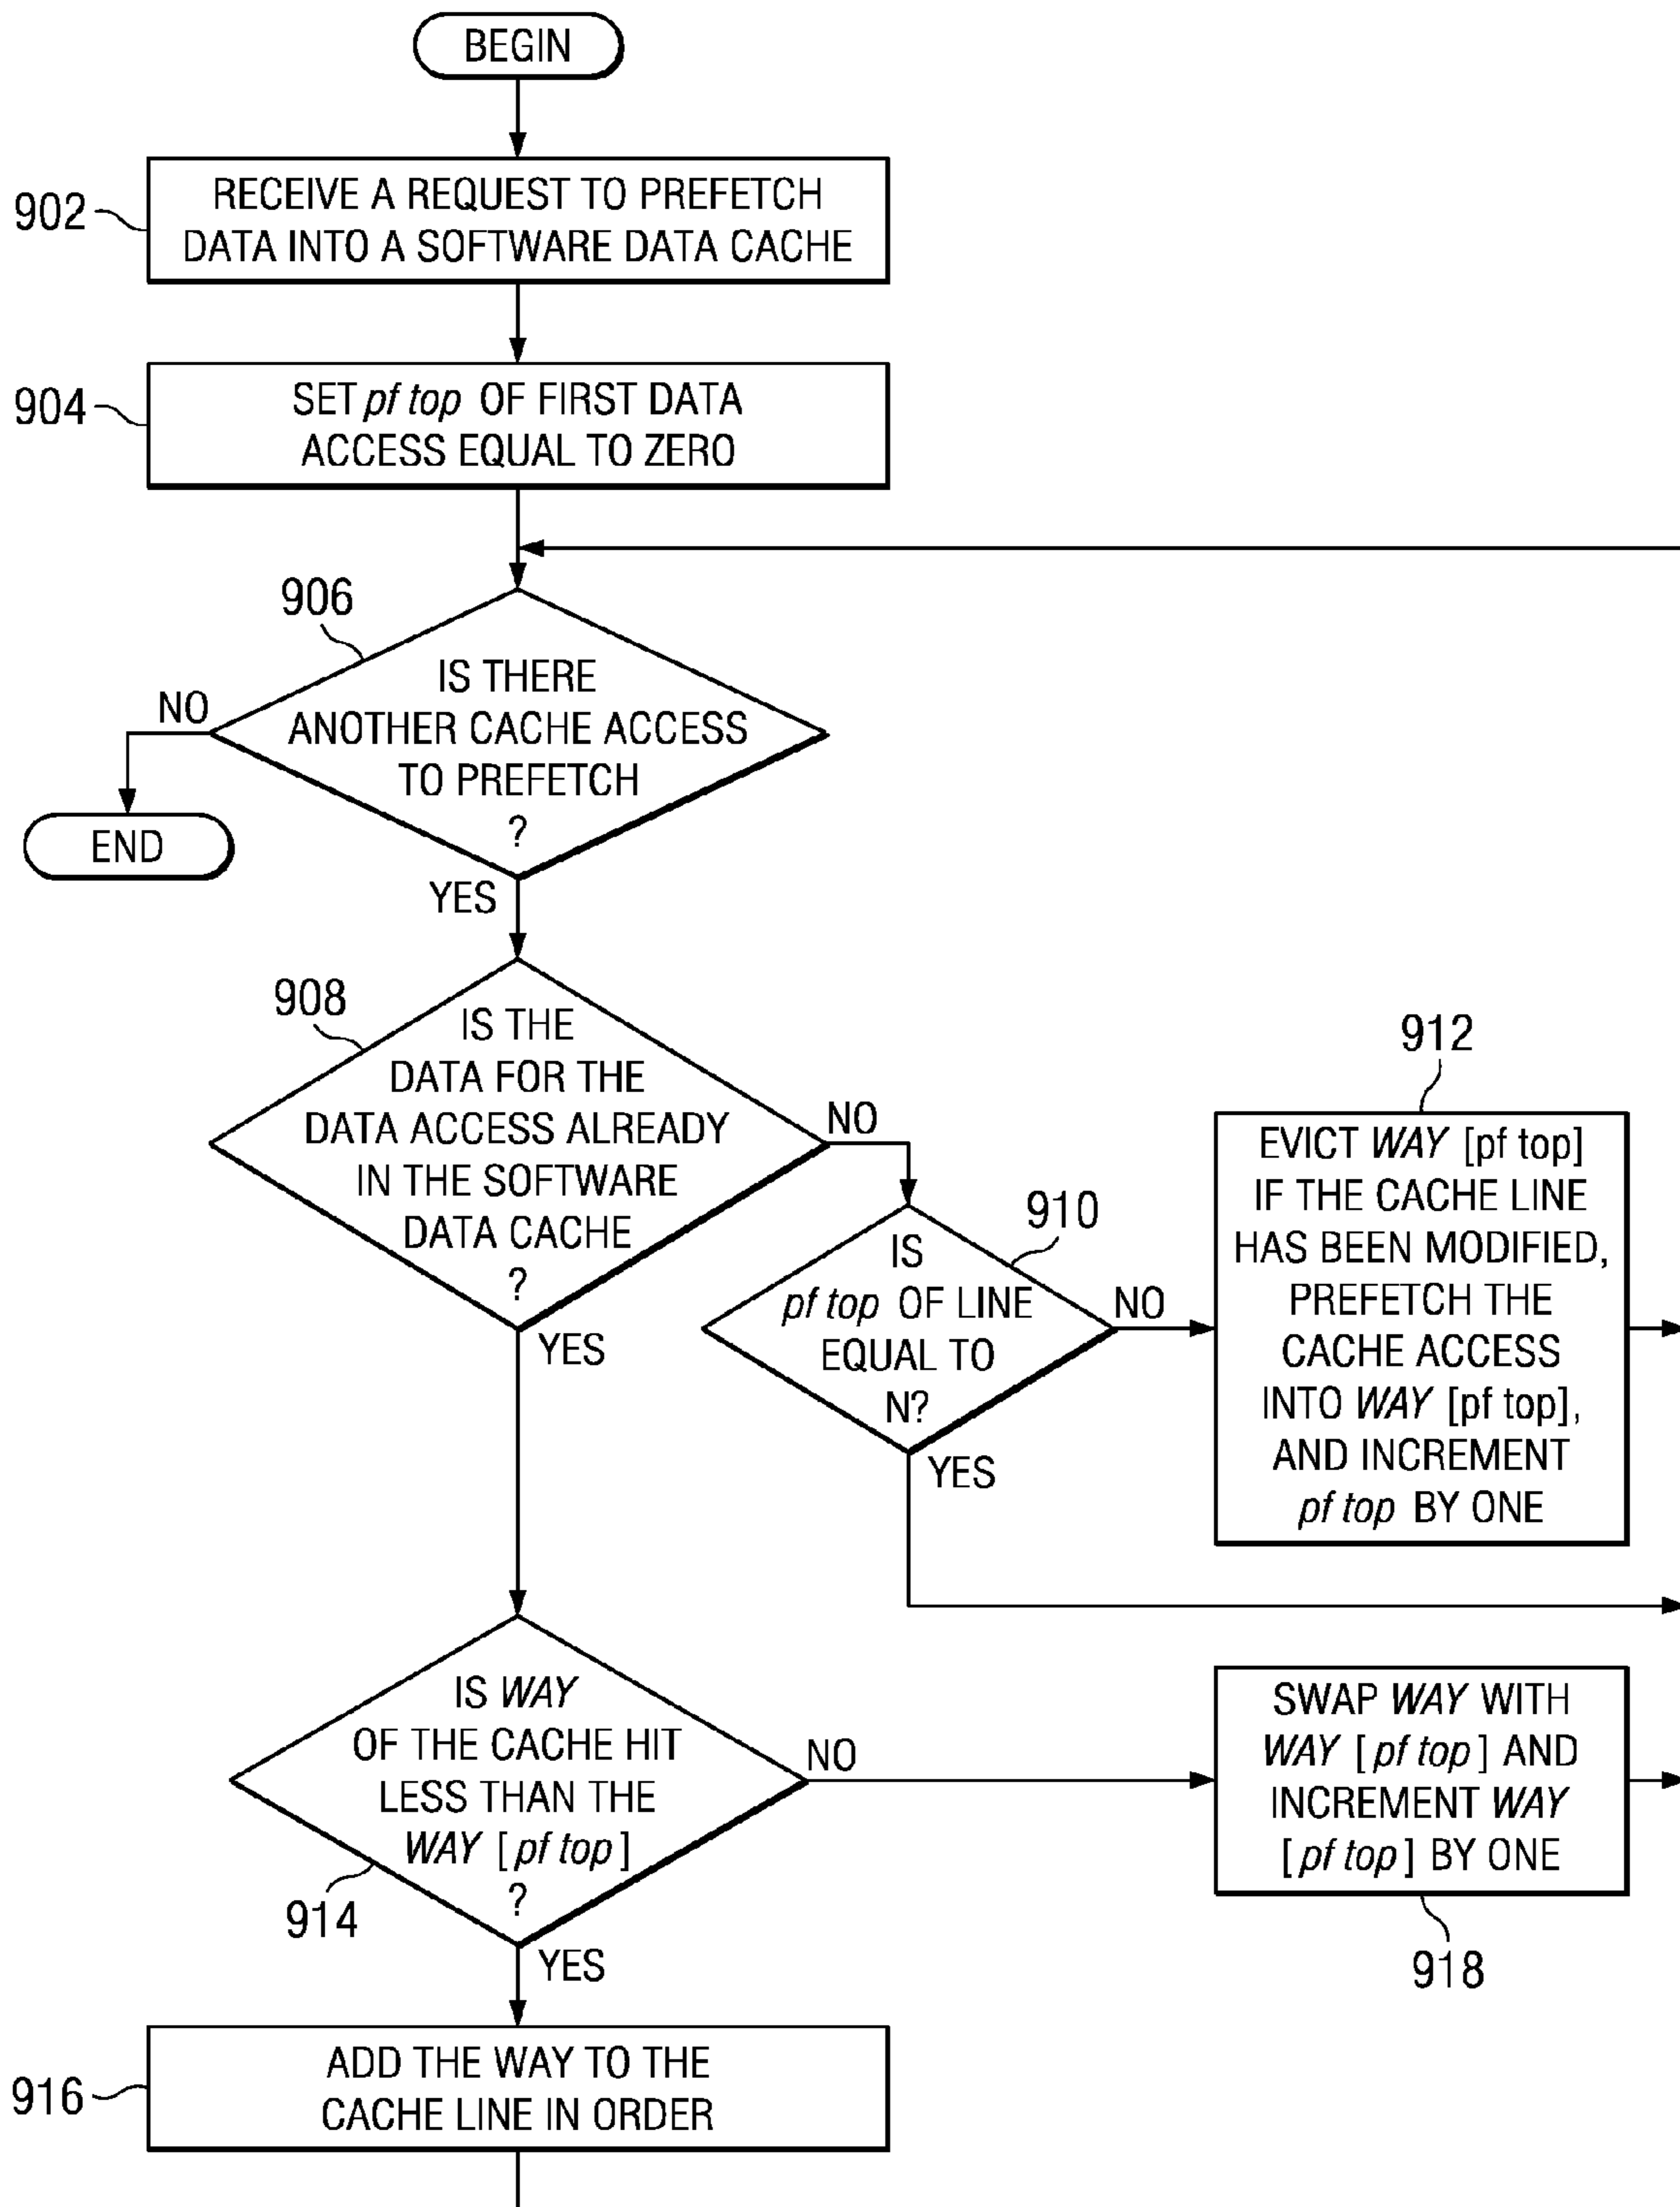 BEGIN
902
RECEIVE A REQUEST TO PREFETCH
DATA INTO A SOFTWARE DATA CACHE
904
SET pf top OF FIRST DATA
ACCESS EQUAL TO ZERO
906
IS THERE
ANOTHER CACHE ACCESS
TO PREFETCH
?
NO
END
YES
908
IS THE
DATA FOR THE
DATA ACCESS ALREADY
IN THE SOFTWARE
DATA CACHE
?
NO
YES
910
IS
pf top OF LINE
EQUAL TO
N?
NO
YES
912
EVICT WAY [pf top]
IF THE CACHE LINE
HAS BEEN MODIFIED,
PREFETCH THE
CACHE ACCESS
INTO WAY [pf top],
AND INCREMENT
pf top BY ONE
IS WAY
OF THE CACHE HIT
LESS THAN THE
WAY [pf top]
?
914
NO
YES
SWAP WAY WITH
WAY [pf top] AND
INCREMENT WAY
[pf top] BY ONE
918
916
ADD THE WAY TO THE
CACHE LINE IN ORDER